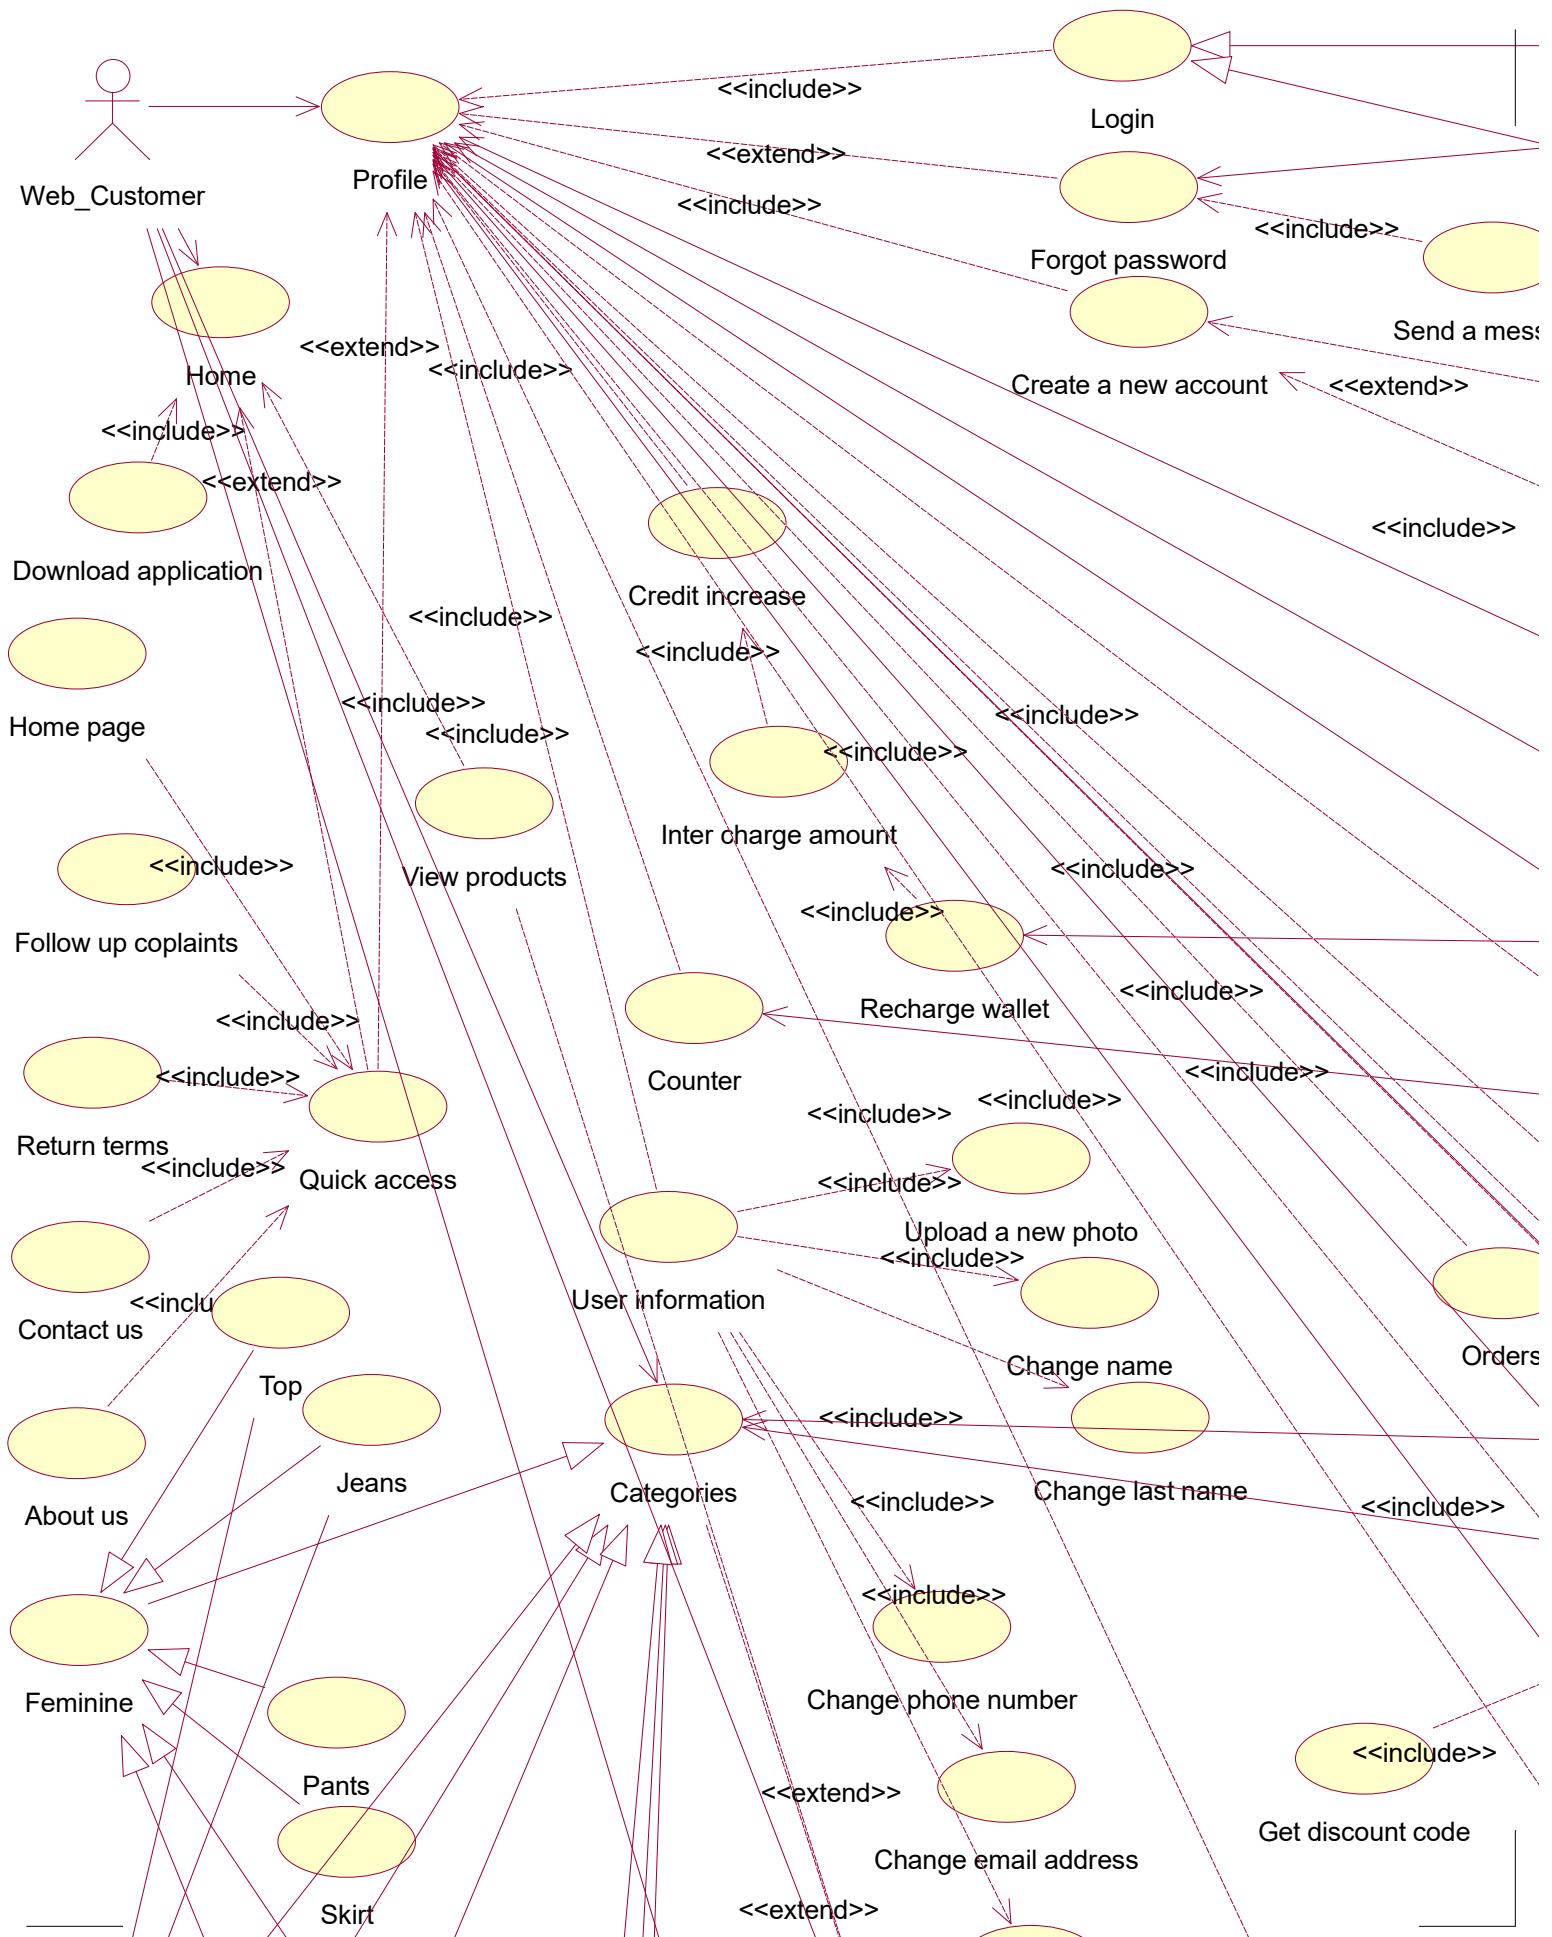 <<include>>
Login
<<extend>>
Profile
Web_Customer
<<include>>
<<include>>
Forgot password
Send a mess
<<extend>>
<<include>>
Home
Create a new account
<<extend>>
<<include>>
<<extend>>
<<include>>
Download application
Credit increase
<<include>>
<<include>>
<<include>>
<<include>>
Home page
<<include>>
<<include>>
Inter charge amount
<<include>>
<<include>>
View products
<<include>>
Follow up coplaints
<<include>>
Recharge wallet
<<include>>
<<include>>
<<include>>
Counter
<<include>>
<<include>>
Return terms
<<include>>
Quick access
<<include>>
Upload a new photo
<<include>>
User information
<<inclu
Contact us
Orders
Change name
Top
<<include>>
Jeans
Categories
Change last name
<<include>>
<<include>>
About us
<<include>>
Feminine
Change phone number
<<include>>
Pants
<<extend>>
Get discount code
Change email address
<<extend>>
Skirt